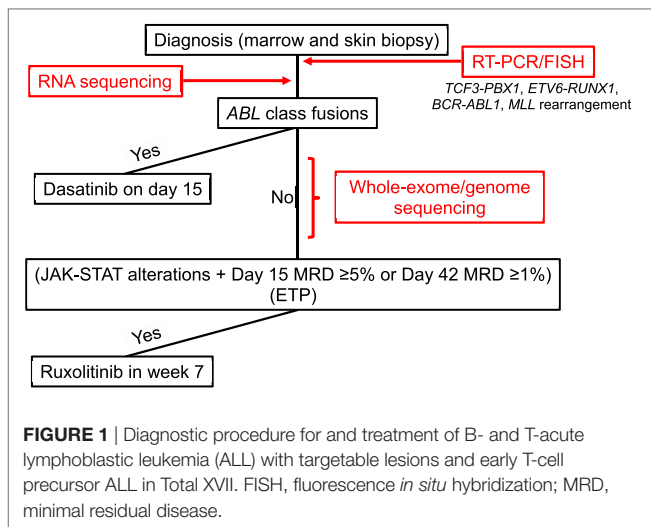 Diagnosis (marrow and skin biopsy)
RNA sequencing
RT-PCR/FISH
TCF3-PBX1, ETV6-RUNX1,
BCR-ABL1, MLL rearrangement
ABL class fusions
Yes
Dasatinib on day 15
No
Whole-exome/genome
sequencing
(JAK-STAT alterations + Day 15 MRD ≥5% or Day 42 MRD ≥1%)
(ETP)
Yes
Ruxolitinib in week 7
FIGURE 1 | Diagnostic procedure for and treatment of B- and T-acute
lymphoblastic leukemia (ALL) with targetable lesions and early T-cell
precursor ALL in Total XVII. FISH, fluorescence in situ hybridization; MRD,
minimal residual disease.